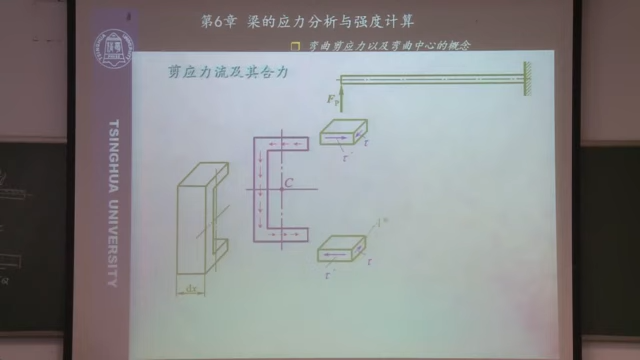 第6章 梁的应力分析与强度计算
弯曲剪应力以及弯曲中心的概念
剪应力流及其合力
FP
τ′
τ
C
dx
τ′
τ
TSINGHUA UNIVERSITY